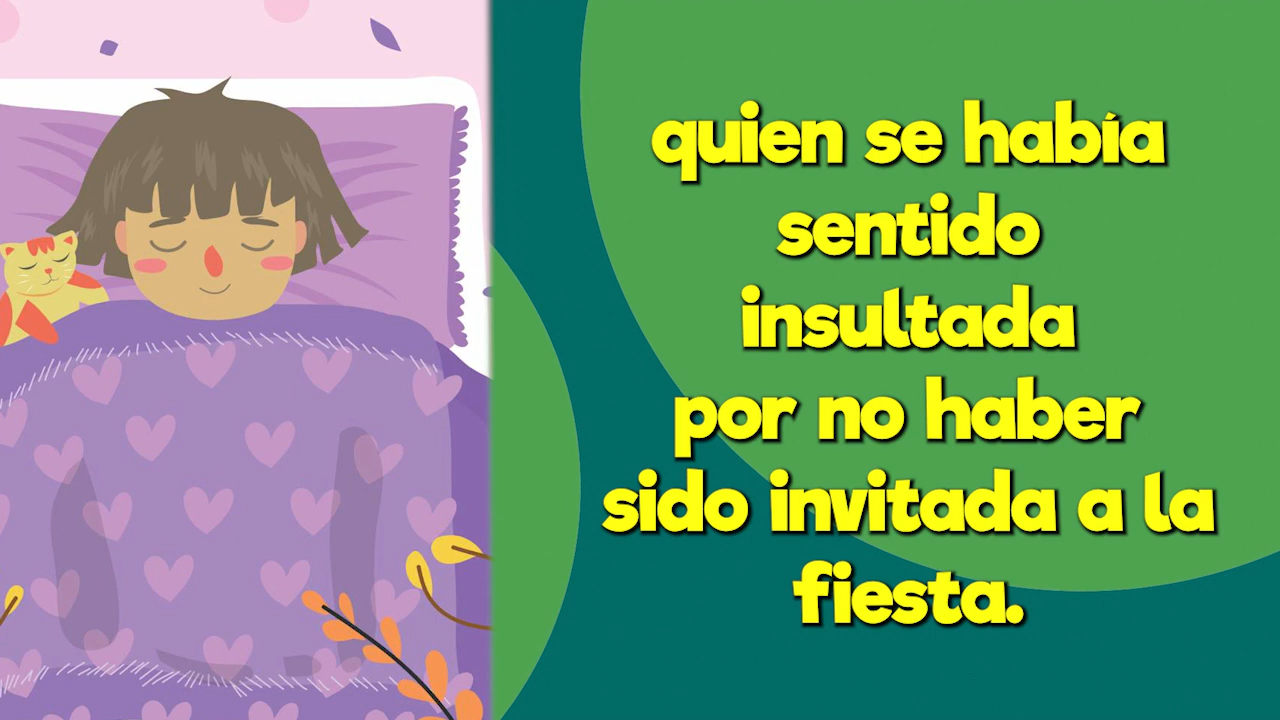 quien se había
sentido
insultada
por no haber
sido invitada a la
fiesta.